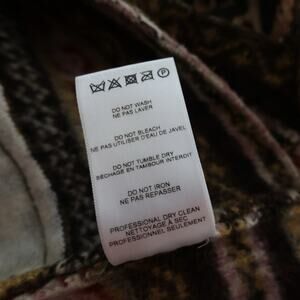 P
DO NOT WASH
NE PAS LAVER
DO NOT BLEACH
NE PAS UTILISER D'EAU DE JAVEL
DO NOT TUMBLE DRY
SÉCHAGE EN TAMBOUR INTERDIT
DO NOT IRON
NE PAS REPASSER
PROFESSIONAL DRY CLEAN
NETTOYAGE À SEC
PROFESSIONNEL SEULEMENT